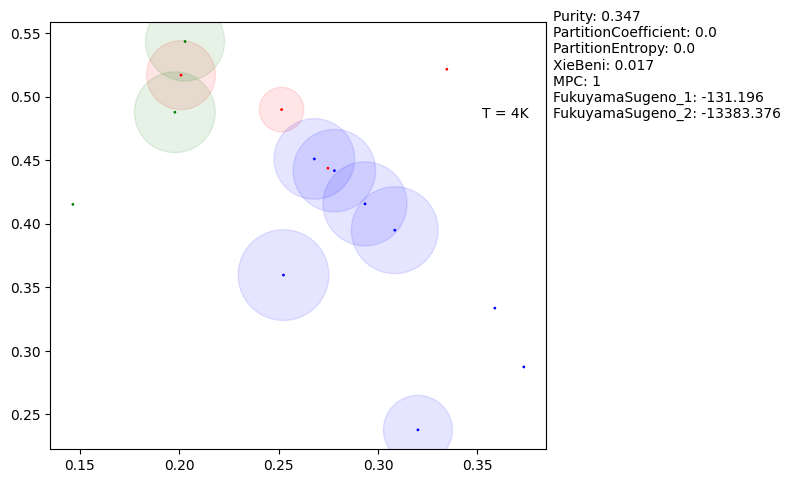 Purity: 0.347
PartitionCoefficient: 0.0
PartitionEntropy: 0.0
XieBeni: 0.017
MPC: 1
FukuyamaSugeno_1: -131.196
FukuyamaSugeno_2: -13383.376
T = 4K
0.55
0.50
0.45
0.40
0.35
0.30
0.25
0.15 0.20 0.25 0.30 0.35